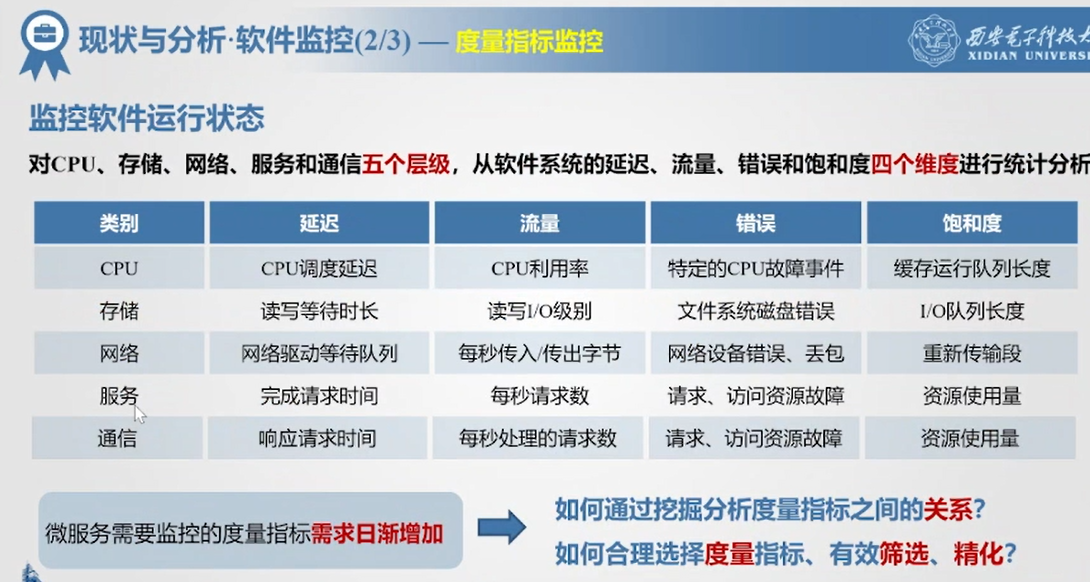 现状与分析·软件监控(2/3) — 度量指标监控
西安电子科技大
XIDIAN UNIVERS
监控软件运行状态
对CPU、存储、网络、服务和通信五个层级，从软件系统的延迟、流量、错误和饱和度四个维度进行统计分析
类别 延迟 流量 错误 饱和度
CPU CPU调度延迟 CPU利用率 特定的CPU故障事件 缓存运行队列长度
存储 读写等待时长 读写I/O级别 文件系统磁盘错误 I/O队列长度
网络 网络驱动等待队列 每秒传入/传出字节 网络设备错误、丢包 重新传输段
服务 完成请求时间 每秒请求数 请求、访问资源故障 资源使用量
通信 响应请求时间 每秒处理的请求数 请求、访问资源故障 资源使用量
微服务需要监控的度量指标需求日渐增加
如何通过挖掘分析度量指标之间的关系?
如何合理选择度量指标、有效筛选、精化?